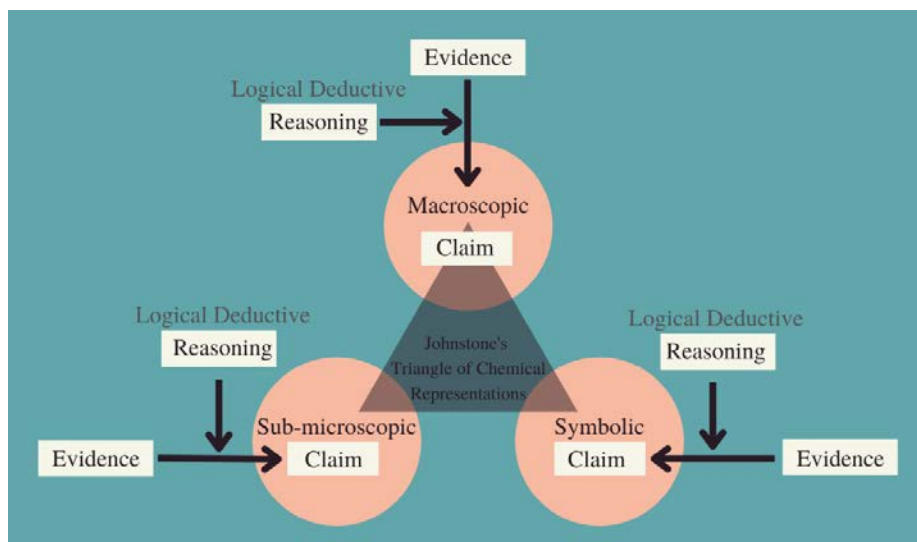 Evidence
Logical Deductive
Reasoning
Macroscopic
Claim
Johnstone's
Triangle of Chemical
Representations
Logical Deductive
Reasoning
Sub-microscopic
Evidence
Claim
Logical Deductive
Reasoning
Symbolic
Claim
Evidence